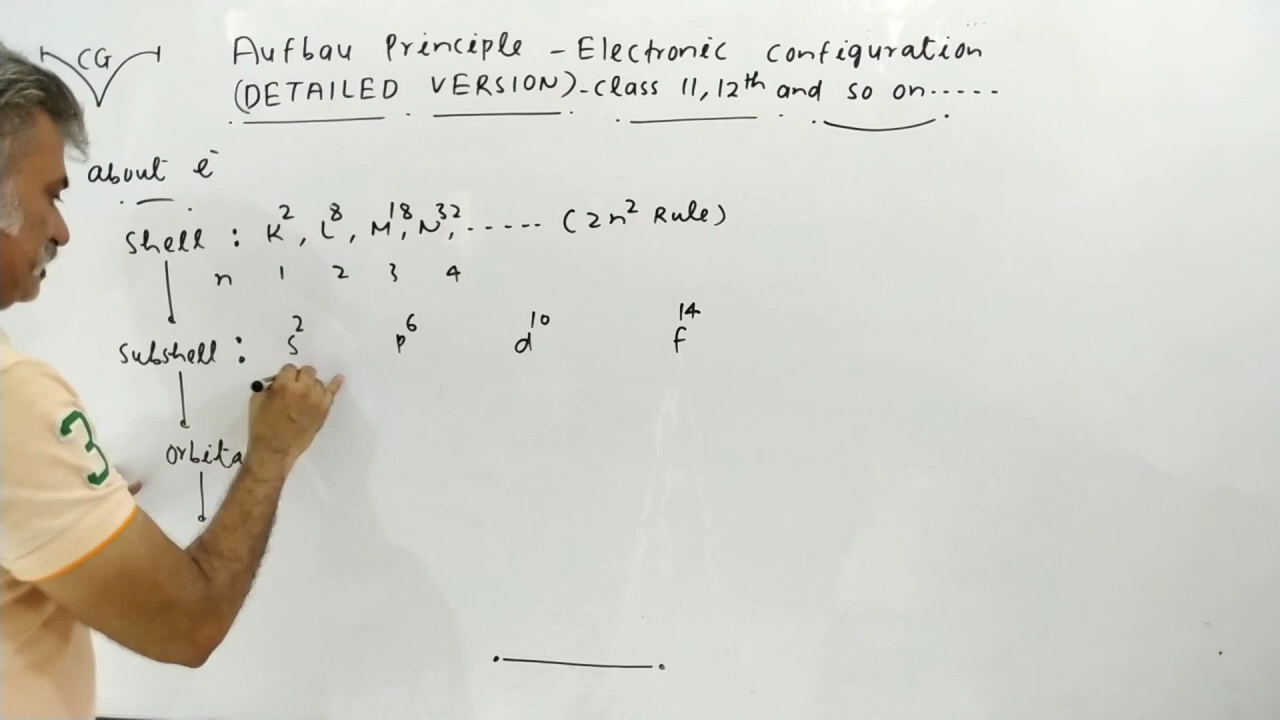 CG
Aufbau Principle - Electronic Configuration
(DETAILED VERSION)-Class 11, 12th and so on.....
about e⁻
Shell : K², L⁸, M¹⁸, N³², ..... (2n² Rule)
n 1 2 3 4
Subshell : s² p⁶ d¹⁰ f¹⁴
Orbita
3